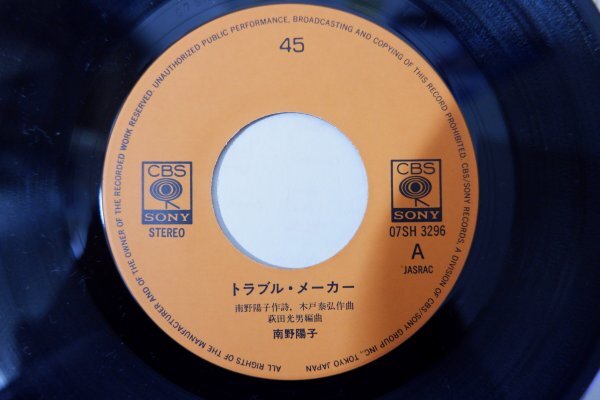 ALL RIGHTS OF THE MANUFACTURER AND OF THE OWNER OF THE RECORDED WORK RESERVED. UNAUTHORIZED PUBLIC PERFORMANCE, BROADCASTING AND COPYING OF THIS RECORD PROHIBITED. CBS/SONY RECORDS, A DIVISION OF CBS/SONY GROUP INC., TOKYO JAPAN
45
CBS
SONY
STEREO
CBS
SONY
07SH 3296
A
JASRAC
トラブル・メーカー
南野陽子作詩, 木戸泰弘作曲
萩田光男編曲
南野陽子